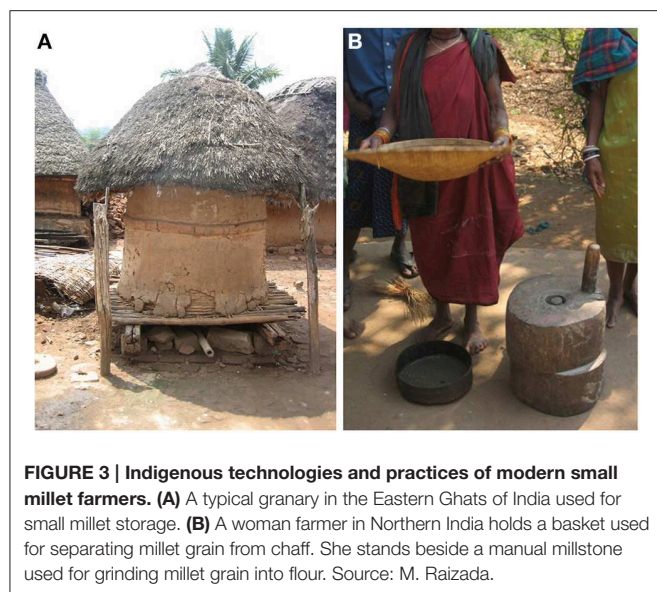 A
B
FIGURE 3 | Indigenous technologies and practices of modern small
millet farmers. (A) A typical granary in the Eastern Ghats of India used for
small millet storage. (B) A woman farmer in Northern India holds a basket used
for separating millet grain from chaff. She stands beside a manual millstone
used for grinding millet grain into flour. Source: M. Raizada.